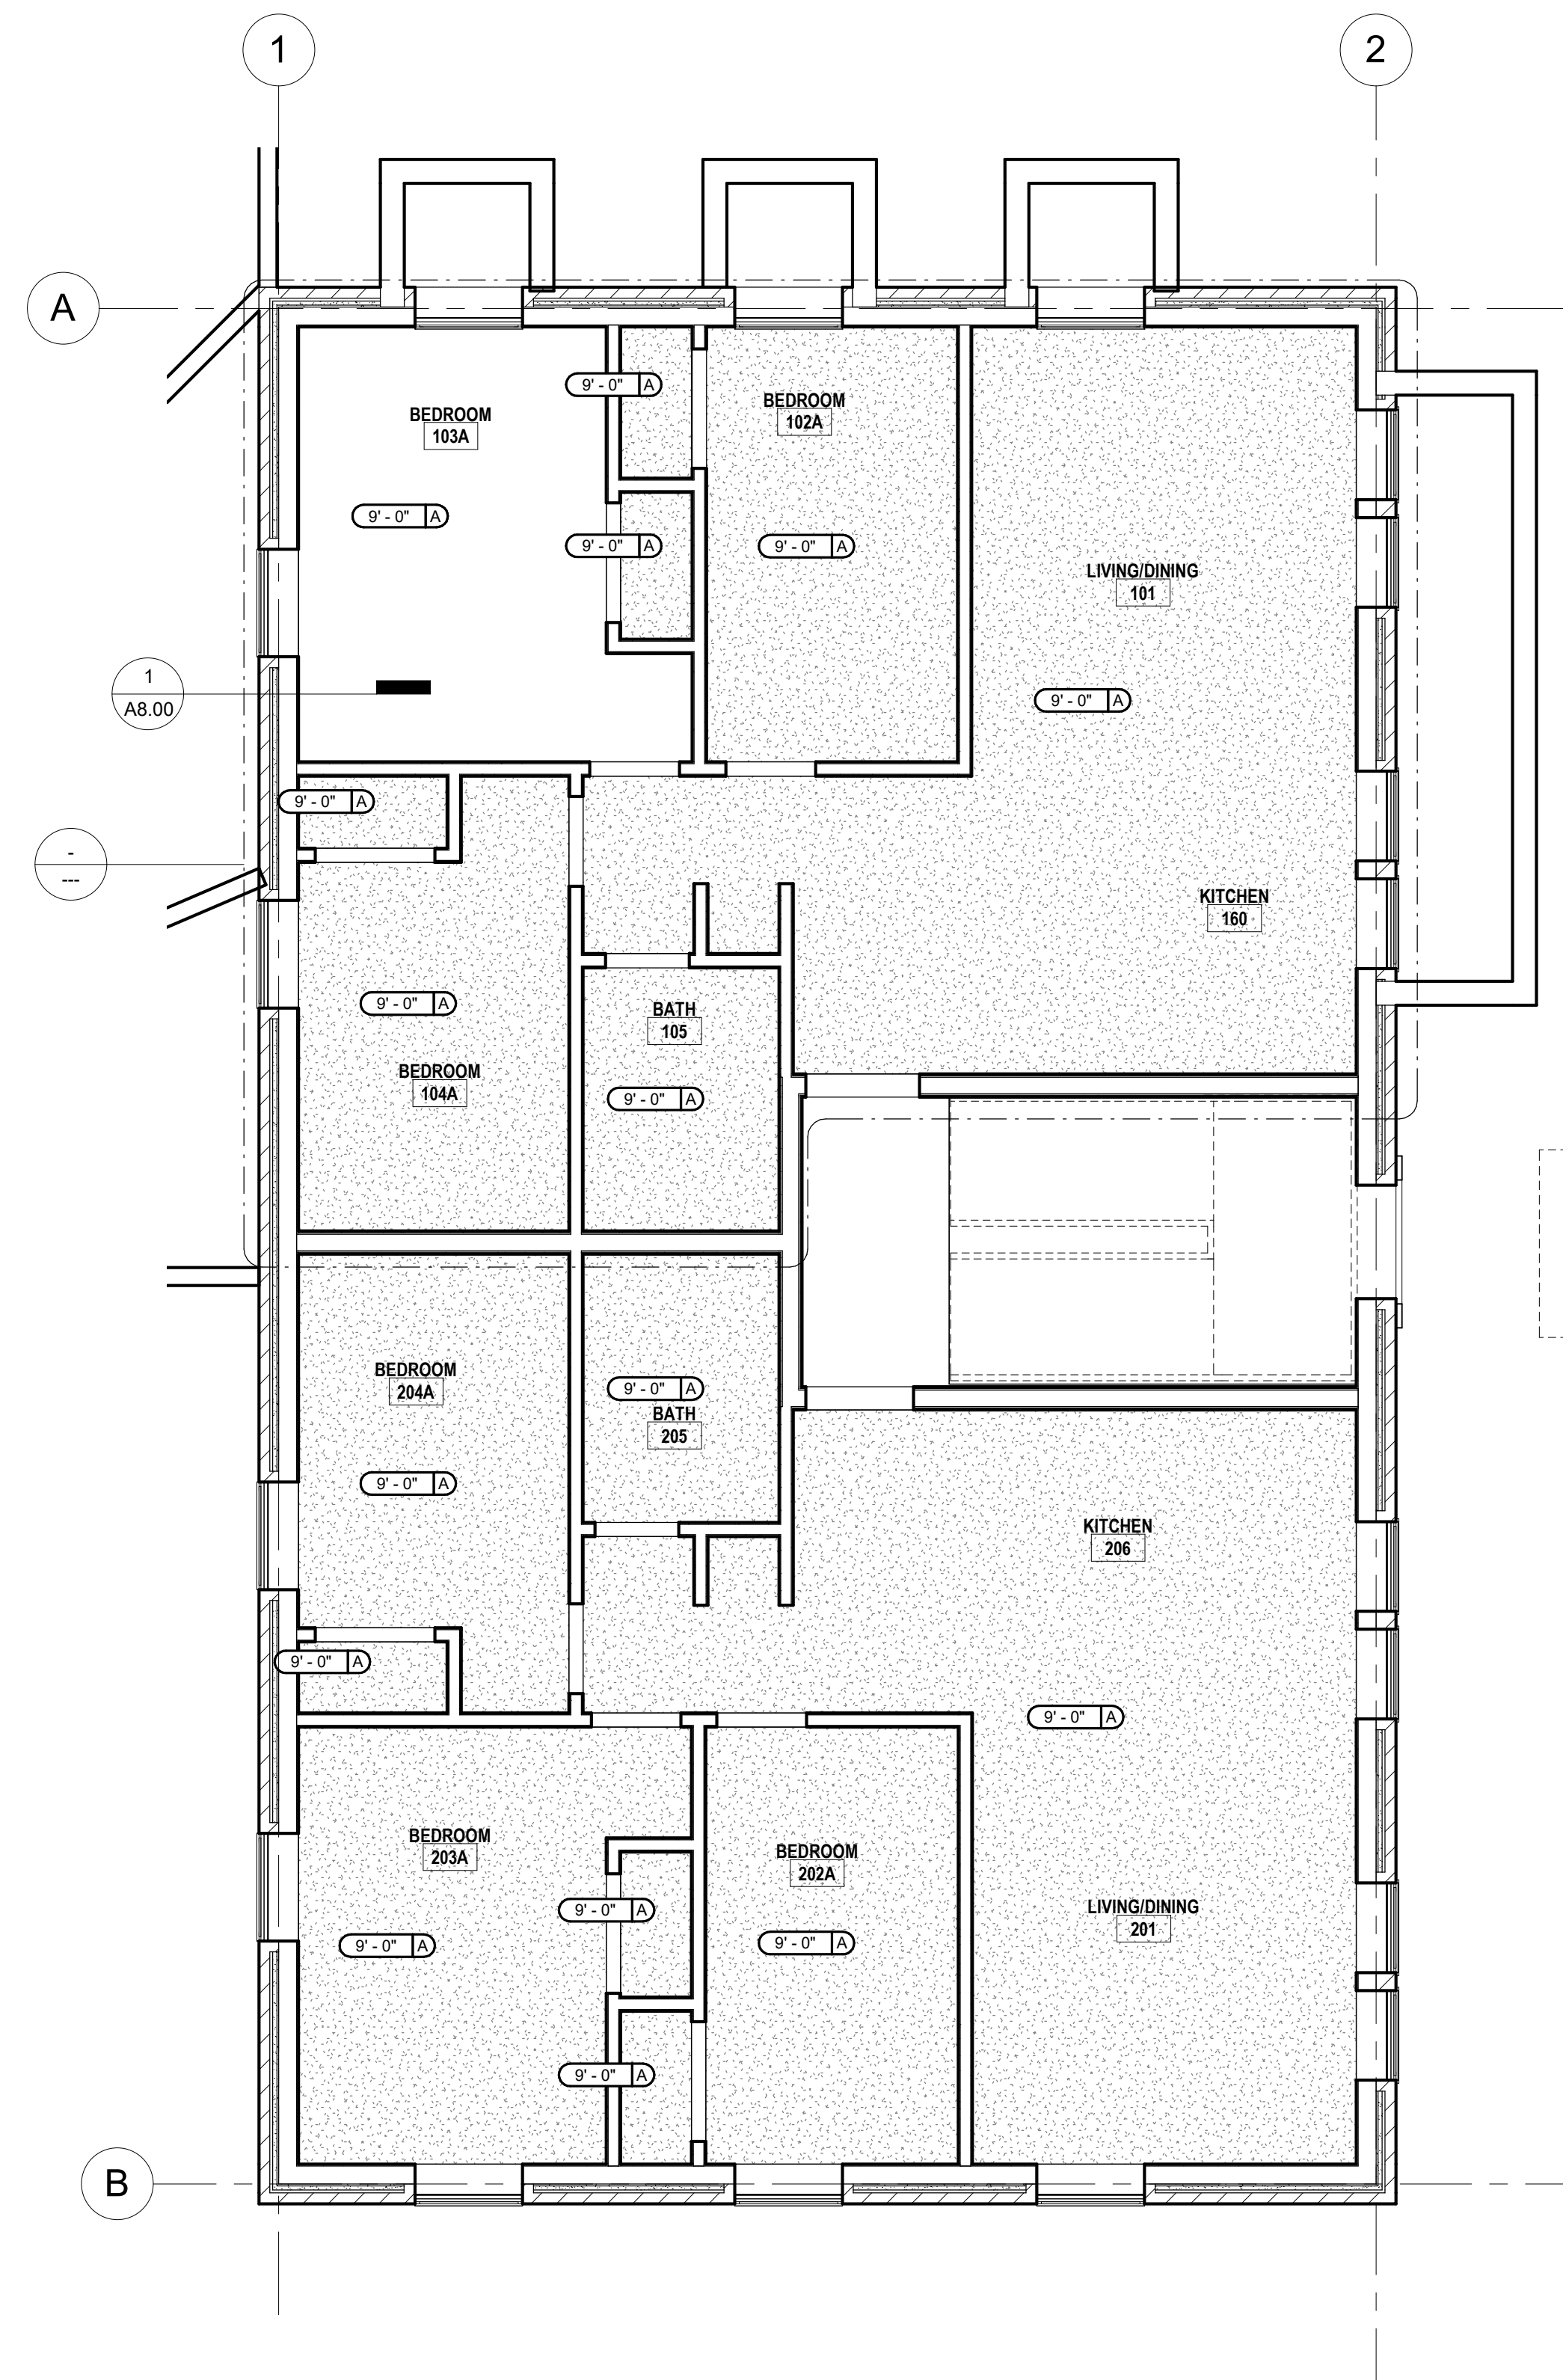 1
2
A
9' - 0" A
BEDROOM
102A
BEDROOM
103A
9' - 0" A
9' - 0" A
9' - 0" A
LIVING/DINING
101
1
A8.00
9' - 0" A
9' - 0" A
-
---
KITCHEN
160
9' - 0" A
BATH
105
BEDROOM
104A
9' - 0" A
BEDROOM
204A
9' - 0" A
BATH
205
9' - 0" A
KITCHEN
206
9' - 0" A
9' - 0" A
BEDROOM
203A
BEDROOM
202A
9' - 0" A
LIVING/DINING
201
9' - 0" A
9' - 0" A
9' - 0" A
B